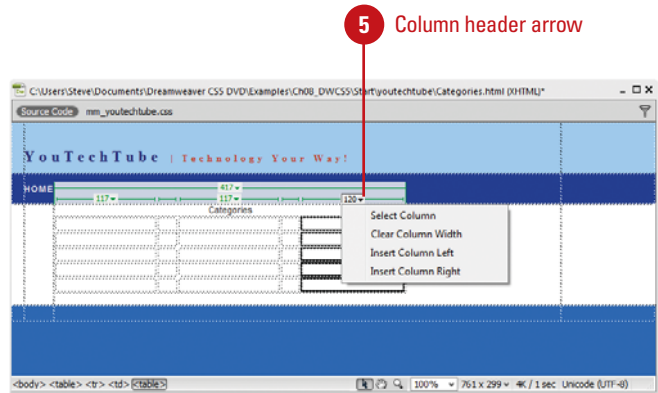 5 Column header arrow
C:\Users\Steve\Documents\Dreamweaver CS5 DVD\Examples\Ch08_DWCS5\Start\youtechtube\Categories.html (XHTML)*
Source Code mm_youtechtube.css
YouTechTube | Technology Your Way!
HOME
417
117 117 120
Categories
Select Column
Clear Column Width
Insert Column Left
Insert Column Right
<body> <table> <tr> <td> <table> 100% 761 x 299 4K / 1 sec Unicode (UTF-8)